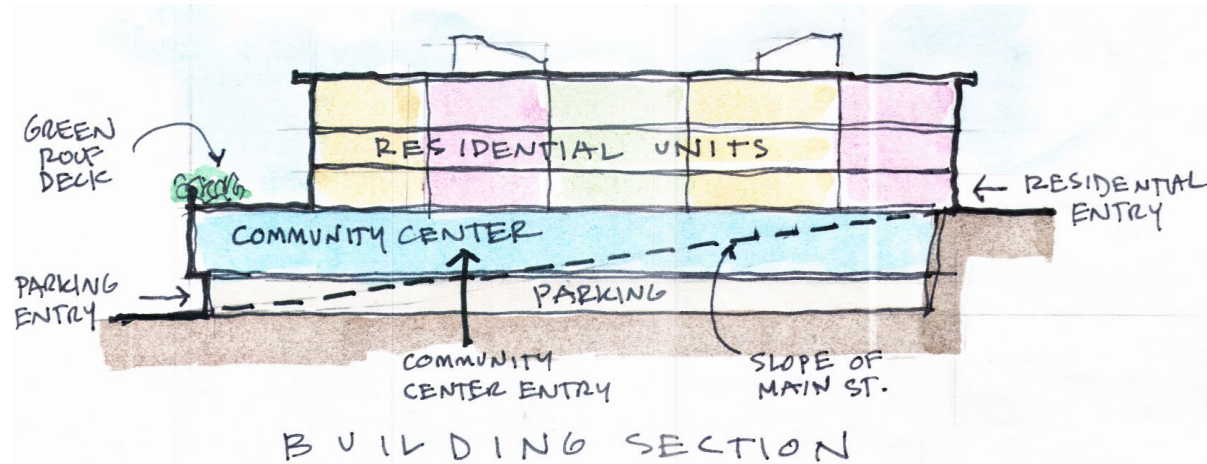 GREEN
ROOF
DECK
RESIDENTIAL UNITS
← RESIDENTIAL
ENTRY
COMMUNITY CENTER
PARKING
ENTRY
PARKING
COMMUNITY
CENTER ENTRY
SLOPE OF
MAIN ST.
BUILDING SECTION